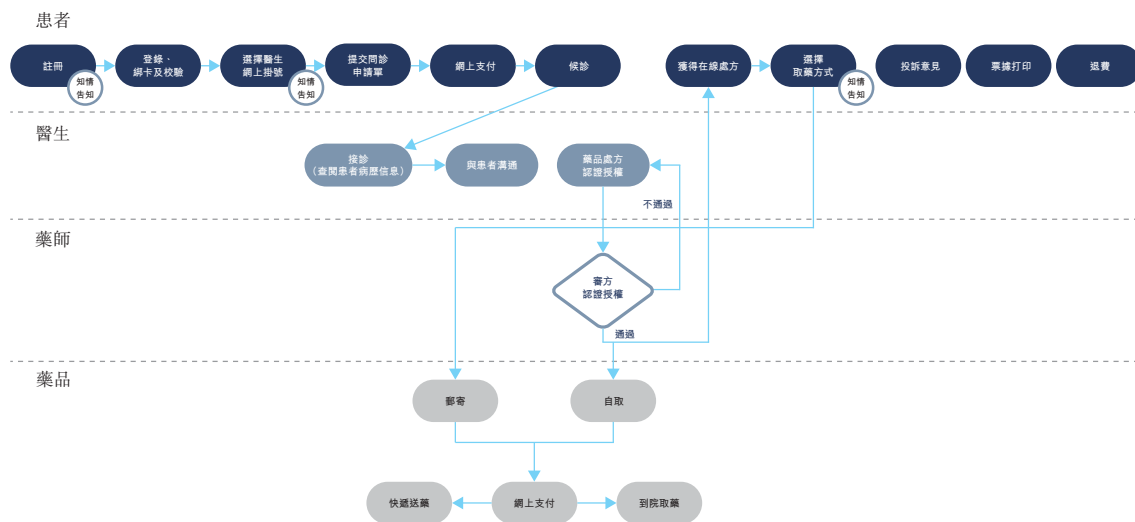 患者
註冊
知情
告知
登錄、
綁卡及校驗
選擇醫生
網上掛號
知情
告知
提交問診
申請單
網上支付
候診
獲得在線處方
選擇
取藥方式
知情
告知
投訴意見
票據打印
退費
醫生
接診
（查閱患者病歷信息）
與患者溝通
藥品處方
認證授權
不通過
藥師
審方
認證授權
通過
藥品
郵寄
自取
快遞送藥
網上支付
到院取藥